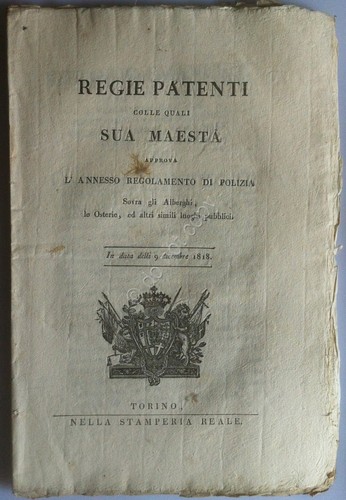 REGIE PATENTI
COLLE QUALI
SUA MAESTÀ
APPROVA
L'ANNESSO REGOLAMENTO DI POLIZIA
Sovra gli Alberghi,
le Osterie, ed altri simili luoghi pubblici.
In data delli 9 dicembre 1818.
TORINO,
NELLA STAMPERIA REALE.